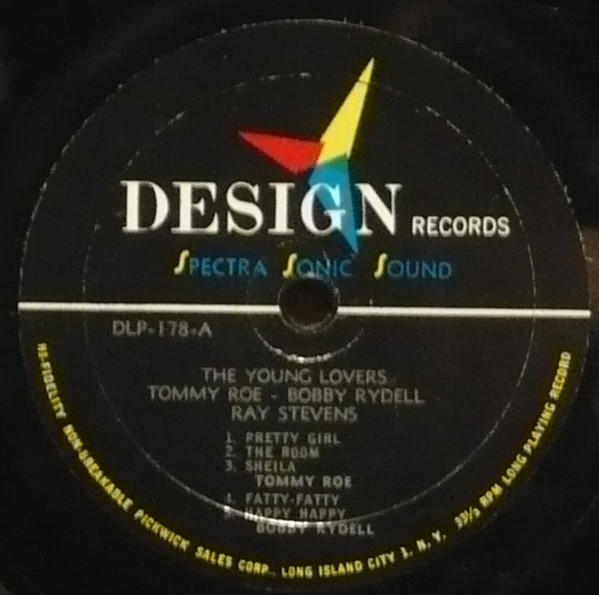 DESIGN RECORDS
SPECTRA SONIC SOUND
DLP-178-A
THE YOUNG LOVERS
TOMMY ROE - BOBBY RYDELL
RAY STEVENS
1. PRETTY GIRL
2. THE ROOM
3. SHEILA
TOMMY ROE
4. FATTY-FATTY
5. HAPPY HAPPY
BOBBY RYDELL
HI-FIDELITY NON-BREAKABLE PICKWICK SALES CORP., LONG ISLAND CITY 1, N. Y. 33⅓ RPM LONG PLAYING RECORD